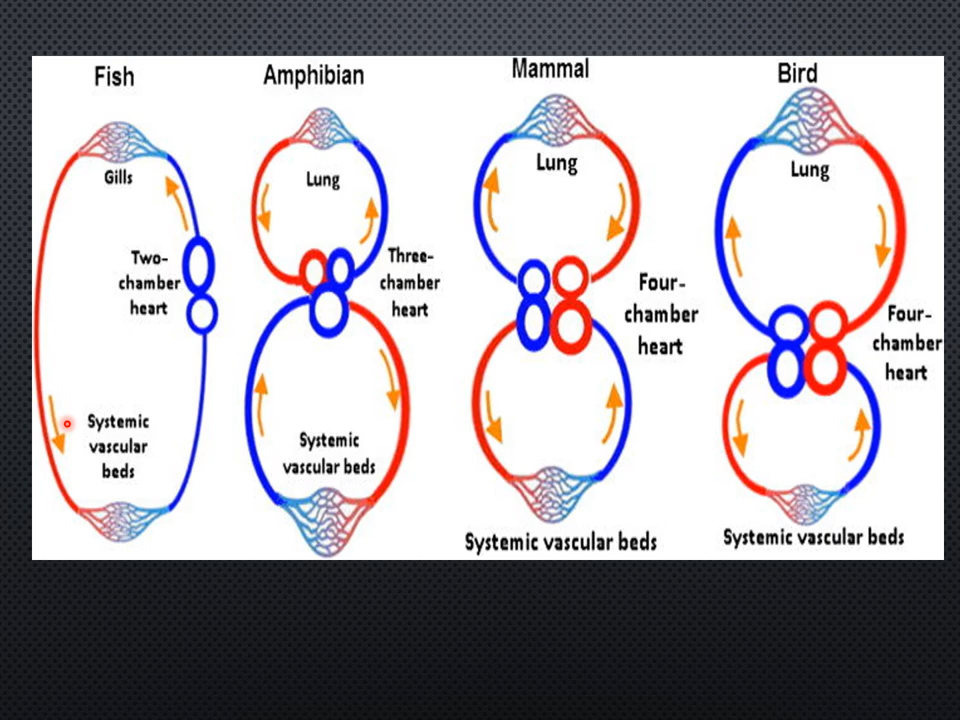 Fish
Gills
Two-
chamber
heart
Systemic
vascular
beds
Amphibian
Lung
Three-
chamber
heart
Systemic
vascular beds
Mammal
Lung
Four-
chamber
heart
Systemic vascular beds
Bird
Lung
Four-
chamber
heart
Systemic vascular beds